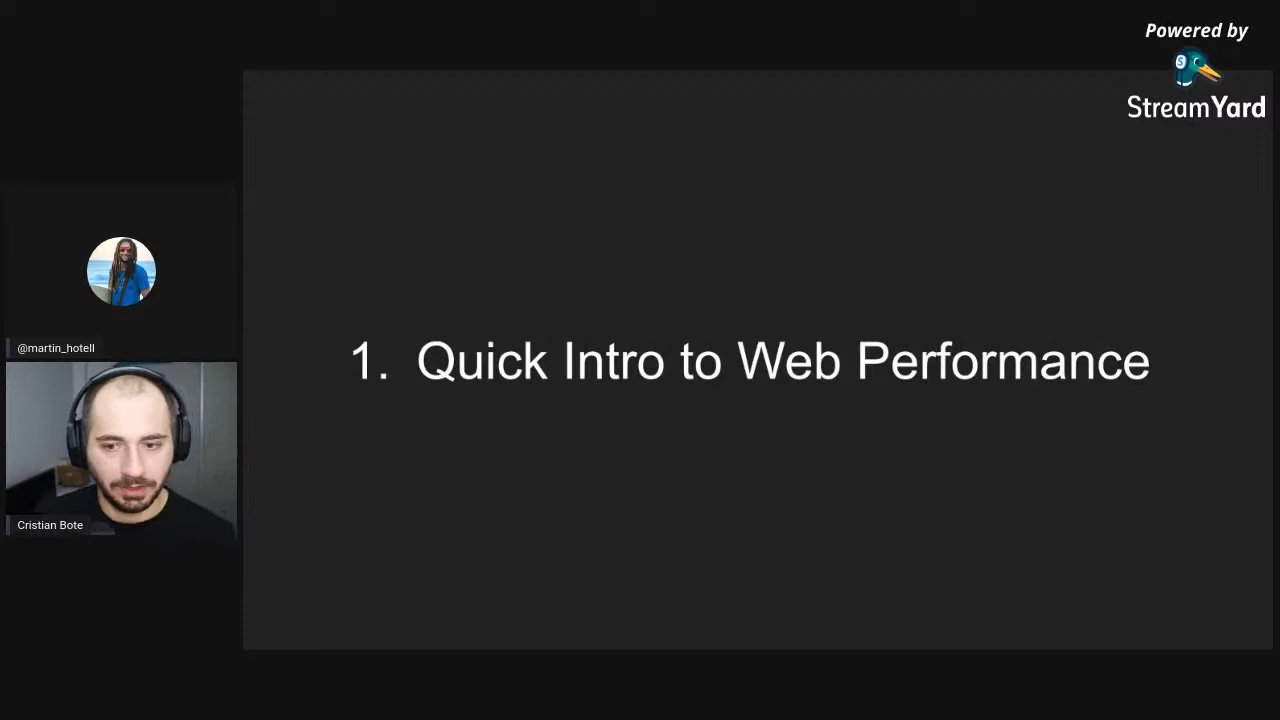 Powered by
StreamYard
1. Quick Intro to Web Performance
@martin_hotell
Cristian Bote